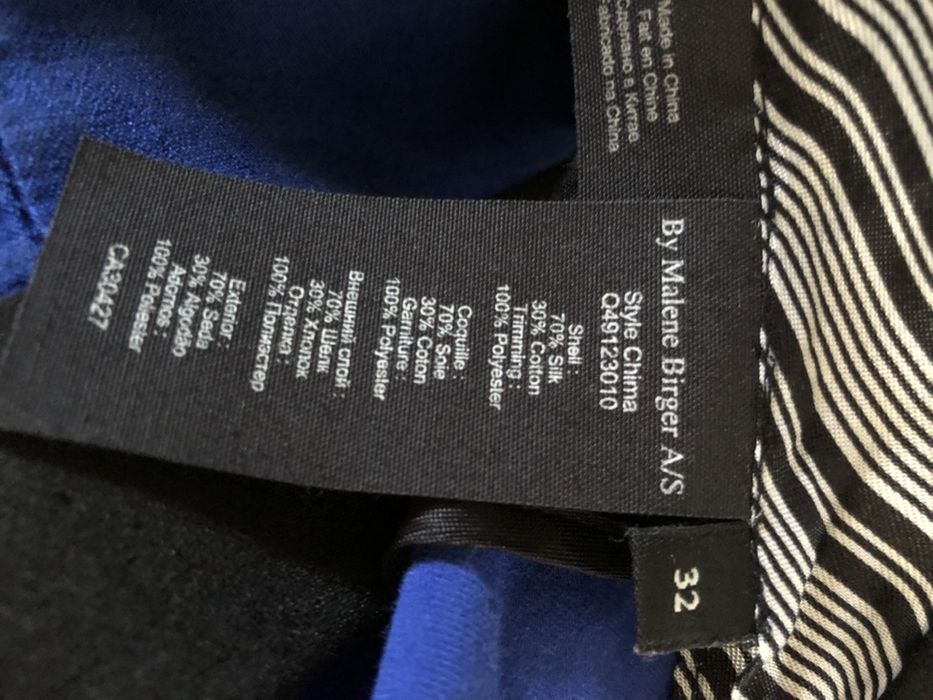 Made in China
Fait en Chine
Сделано в Китае
Fabricado na China
By Malene Birger A/S
Style Chima
Q49123010
Shell :
70% Silk
30% Cotton
Trimming :
100% Polyester
Coquille :
70% Soie
30% Coton
Garniture :
100% Polyester
Внешний слой :
70% Шелк
30% Хлопок
Отделка :
100% Полиэстер
Exterior :
70% Seda
30% Algodão
Adornos :
100% Poliester
CA30427
32